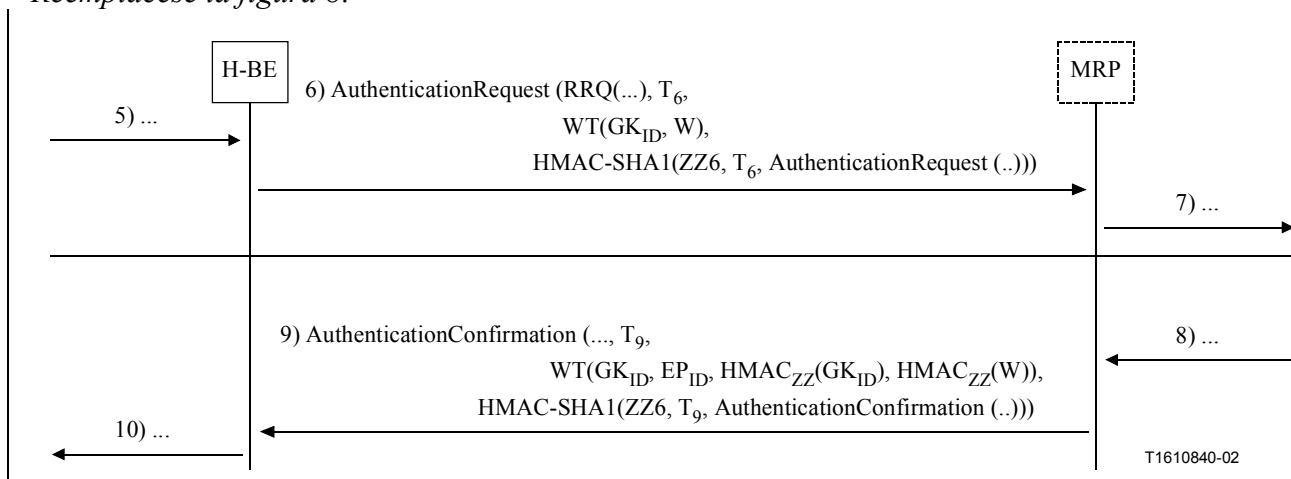 Reemplácese la figura 6:
H-BE
MRP
6) AuthenticationRequest (RRQ(...), T6,
5) ...
WT(GKID, W),
HMAC-SHA1(ZZ6, T6, AuthenticationRequest (..)))
7) ...
9) AuthenticationConfirmation (..., T9,
8) ...
WT(GKID, EPID, HMACZZ(GKID), HMACZZ(W)),
HMAC-SHA1(ZZ6, T9, AuthenticationConfirmation (..)))
10) ...
T1610840-02